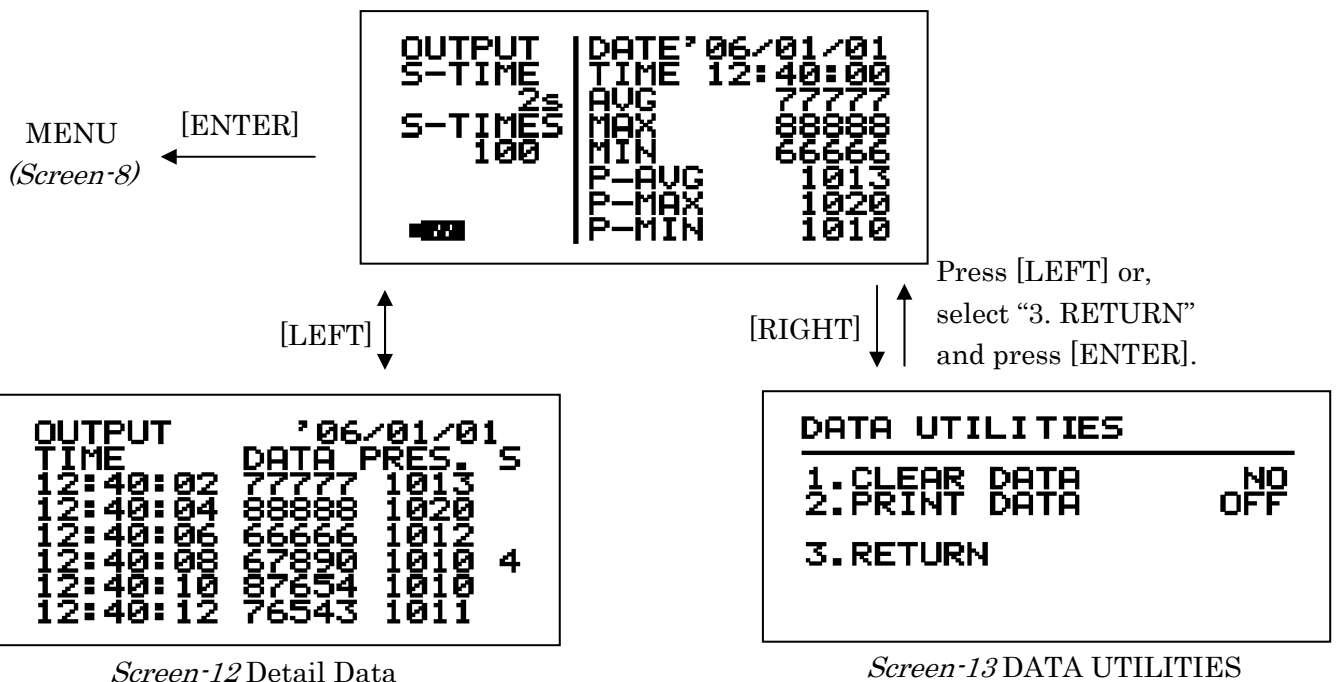 OUTPUT
S-TIME
2s
S-TIMES
100
DATE'06/01/01
TIME 12:40:00
AVG 77777
MAX 88888
MIN 66666
P-AVG 1013
P-MAX 1020
P-MIN 1010
MENU
(Screen-8)
[ENTER]
[LEFT]
[RIGHT]
Press [LEFT] or,
select “3. RETURN”
and press [ENTER].
OUTPUT '06/01/01
TIME DATA PRES. S
12:40:02 77777 1013
12:40:04 88888 1020
12:40:06 66666 1012
12:40:08 67890 1010 4
12:40:10 87654 1010
12:40:12 76543 1011
Screen-12 Detail Data
DATA UTILITIES
1.CLEAR DATA NO
2.PRINT DATA OFF
3.RETURN
Screen-13 DATA UTILITIES